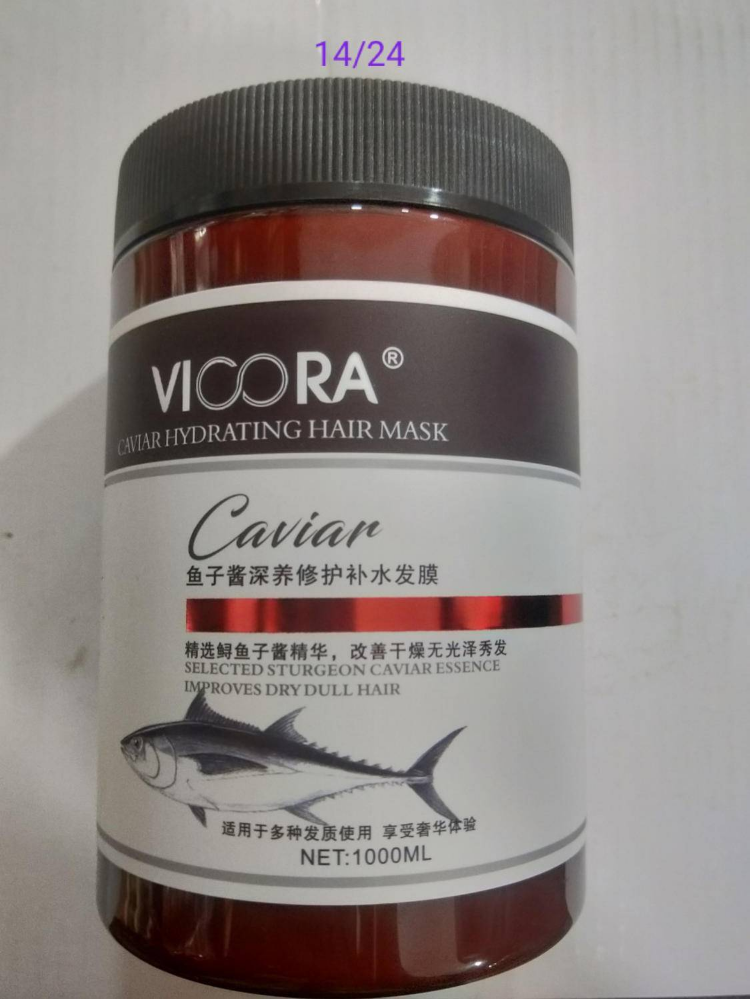 14/24
VICORA®
CAVIAR HYDRATING HAIR MASK
Caviar
鱼子酱深养修护补水发膜
精选鲟鱼子酱精华，改善干燥无光泽秀发
SELECTED STURGEON CAVIAR ESSENCE
IMPROVES DRY DULL HAIR
适用于多种发质使用 享受奢华体验
NET:1000ML